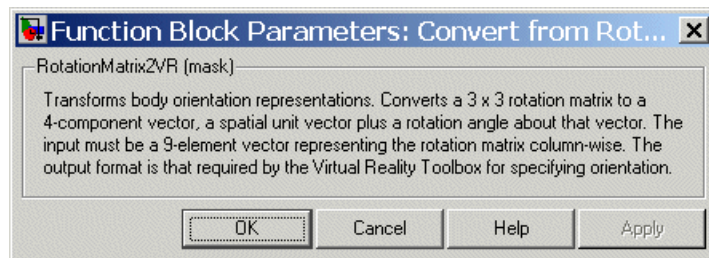 Function Block Parameters: Convert from Rot...
RotationMatrix2VR (mask)
Transforms body orientation representations. Converts a 3 x 3 rotation matrix to a
4-component vector, a spatial unit vector plus a rotation angle about that vector. The
input must be a 9-element vector representing the rotation matrix column-wise. The
output format is that required by the Virtual Reality Toolbox for specifying orientation.
OK Cancel Help Apply